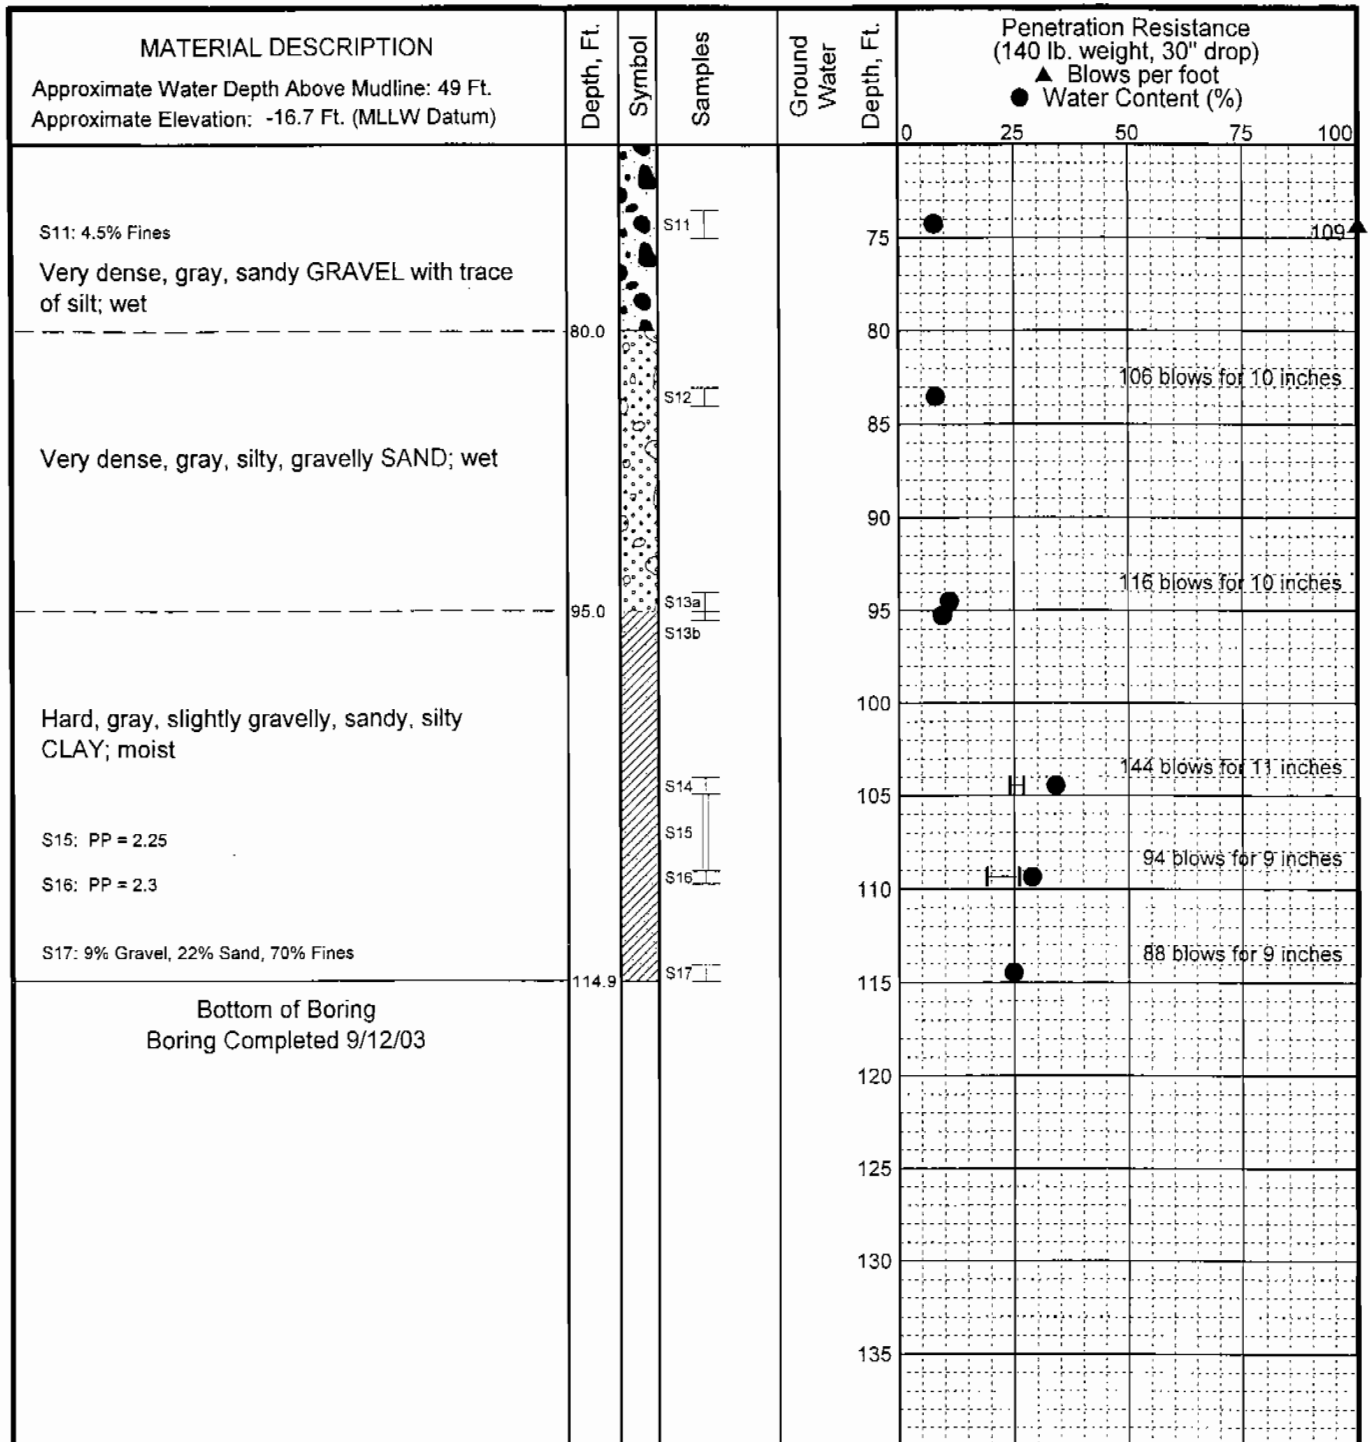 MATERIAL DESCRIPTION
Approximate Water Depth Above Mudline: 49 Ft.
Approximate Elevation: -16.7 Ft. (MLLW Datum)
Depth, Ft.
Symbol
Samples
Ground
Water
Depth, Ft.
Penetration Resistance
(140 lb. weight, 30" drop)
▲ Blows per foot
● Water Content (%)
0 25 50 75 100
S11: 4.5% Fines
S11
75
109
Very dense, gray, sandy GRAVEL with trace
of silt; wet
80.0
80
106 blows for 10 inches
S12
85
Very dense, gray, silty, gravelly SAND; wet
90
116 blows for 10 inches
S13a
95.0
95
S13b
100
Hard, gray, slightly gravelly, sandy, silty
CLAY; moist
144 blows for 11 inches
S14
105
S15
S15: PP = 2.25
94 blows for 9 inches
S16
S16: PP = 2.3
110
S17: 9% Gravel, 22% Sand, 70% Fines
88 blows for 9 inches
S17
114.9
115
Bottom of Boring
Boring Completed 9/12/03
120
125
130
135